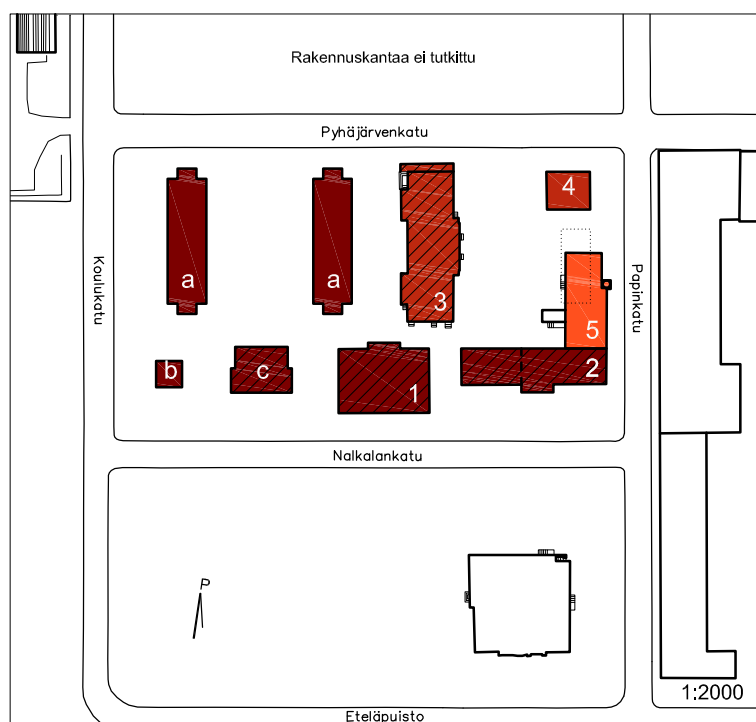 Rakennuskantaa ei tutkittu
Pyhäjärvenkatu
4
a
a
3
Koulukatu
Papinkatu
5
b
c
1
2
Nalkalankatu
P
1:2000
Eteläpuisto